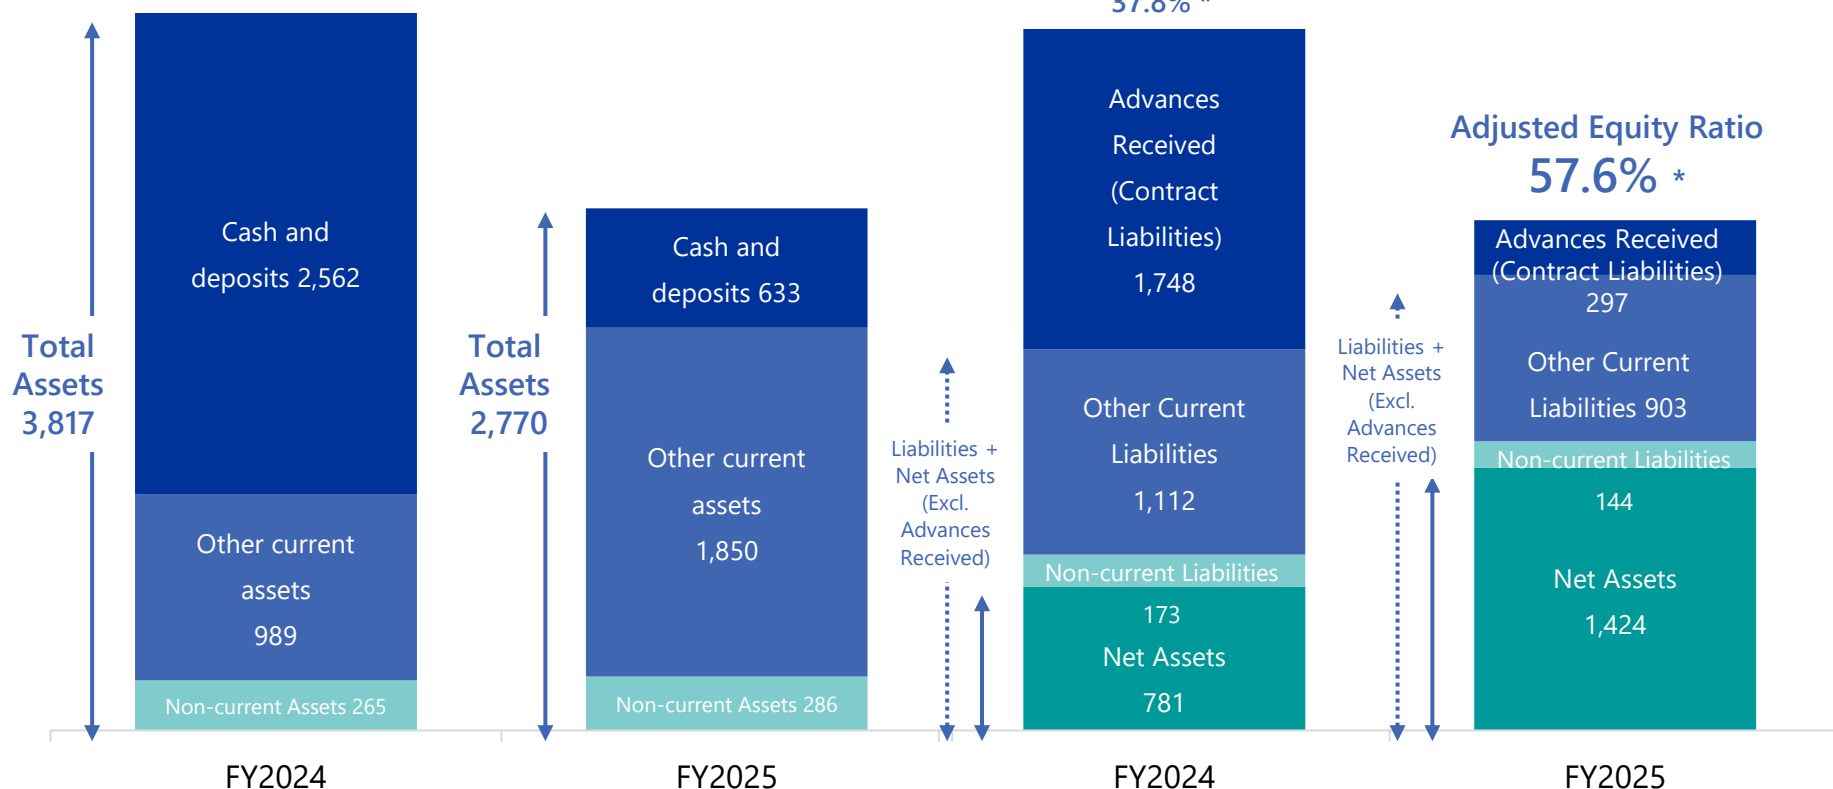 37.8% *
Cash and
deposits 2,562
Other current
assets
989
Non-current Assets 265
Total
Assets
3,817
Cash and
deposits 633
Other current
assets
1,850
Non-current Assets 286
Total
Assets
2,770
Advances
Received
(Contract
Liabilities)
1,748
Other Current
Liabilities
1,112
Non-current Liabilities
173
Net Assets
781
Liabilities +
Net Assets
(Excl.
Advances
Received)
Adjusted Equity Ratio
57.6% *
Advances Received
(Contract Liabilities)
297
Other Current
Liabilities 903
Non-current Liabilities
144
Net Assets
1,424
Liabilities +
Net Assets
(Excl.
Advances
Received)
FY2024
FY2025
FY2024
FY2025